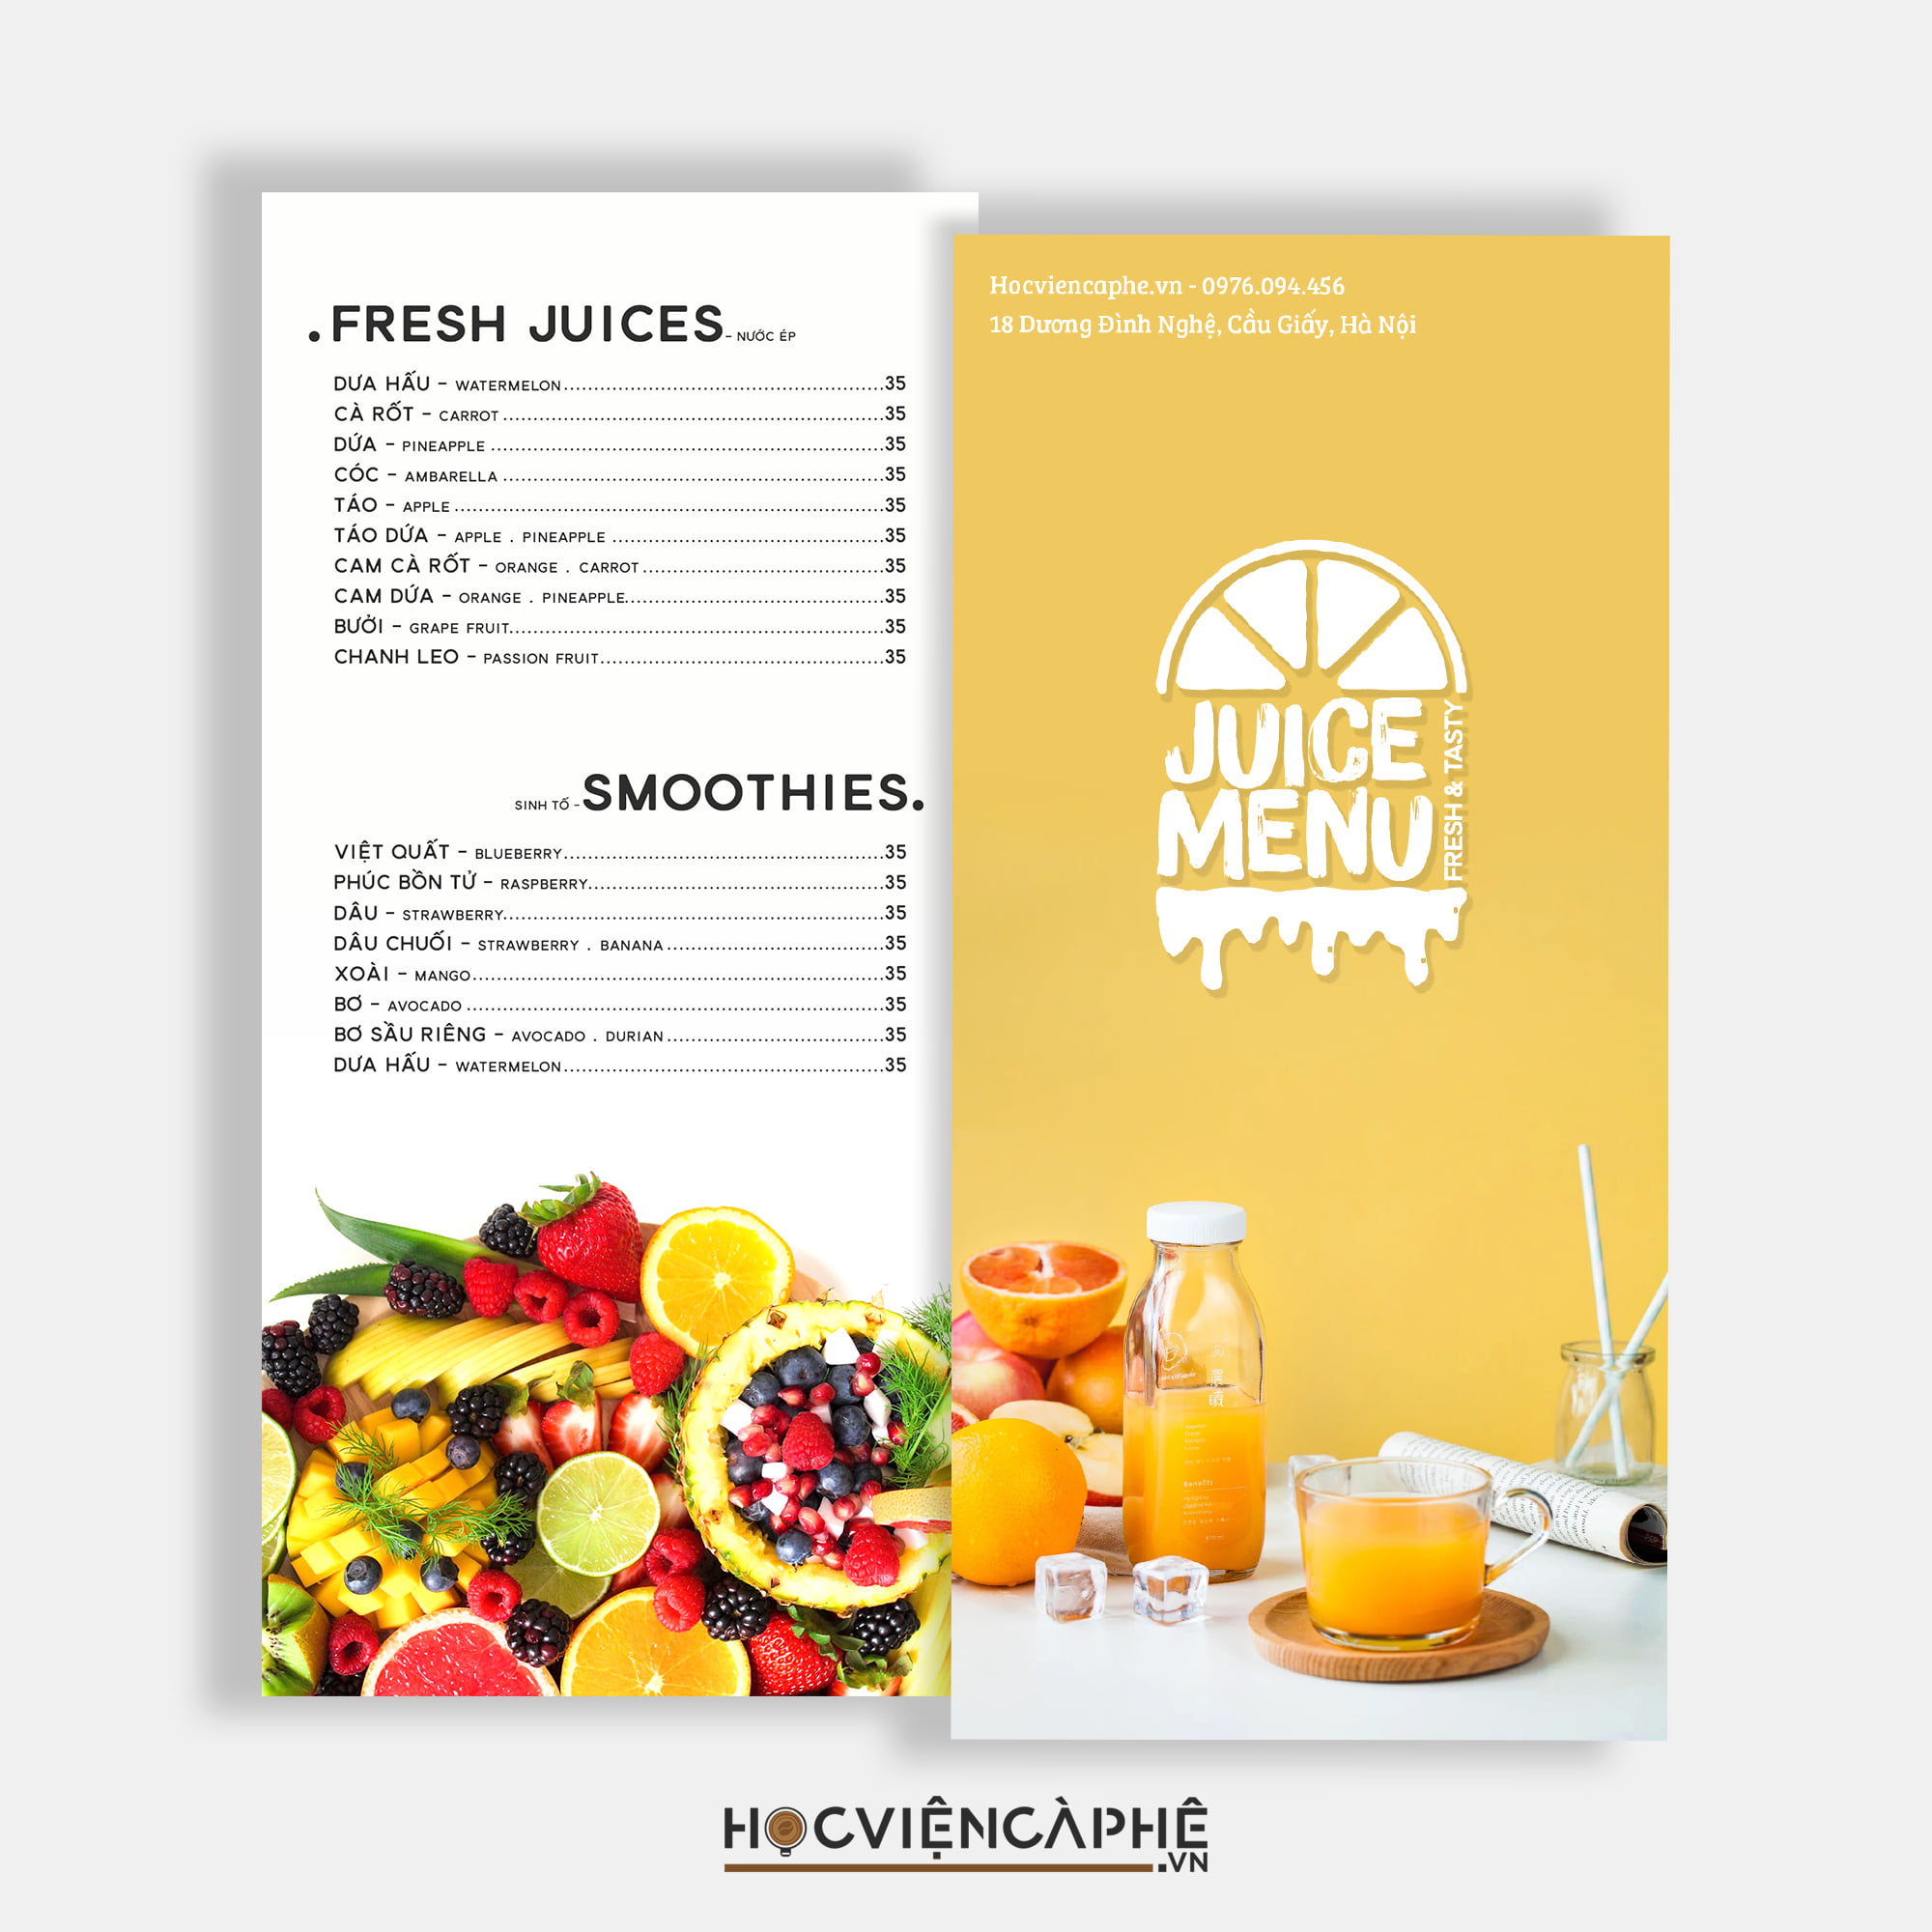 .FRESH JUICES - NƯỚC ÉP
DƯA HẤU - WATERMELON.....................................................35
CÀ RỐT - CARROT ...............................................................35
DỨA - PINEAPPLE .................................................................35
CÓC - AMBARELLA ...............................................................35
TÁO - APPLE .......................................................................35
TÁO DỨA - APPLE . PINEAPPLE .............................................35
CAM CÀ RỐT - ORANGE . CARROT........................................35
CAM DỨA - ORANGE . PINEAPPLE...........................................35
BƯỞI - GRAPE FRUIT..............................................................35
CHANH LEO - PASSION FRUIT...............................................35
SINH TỐ - SMOOTHIES.
VIỆT QUẤT - BLUEBERRY.....................................................35
PHÚC BỒN TỬ - RASPBERRY.................................................35
DÂU - STRAWBERRY...............................................................35
DÂU CHUỐI - STRAWBERRY . BANANA ....................................35
XOÀI - MANGO....................................................................35
BƠ - AVOCADO .....................................................................35
BƠ SẦU RIÊNG - AVOCADO . DURIAN ....................................35
DƯA HẤU - WATERMELON.....................................................35
Hocviencaphe.vn - 0976.094.456
18 Dương Đình Nghệ, Cầu Giấy, Hà Nội
JUICE
MENU
FRESH & TASTY
Benefits
HỌCVIỆNCÀPHÊ
.VN